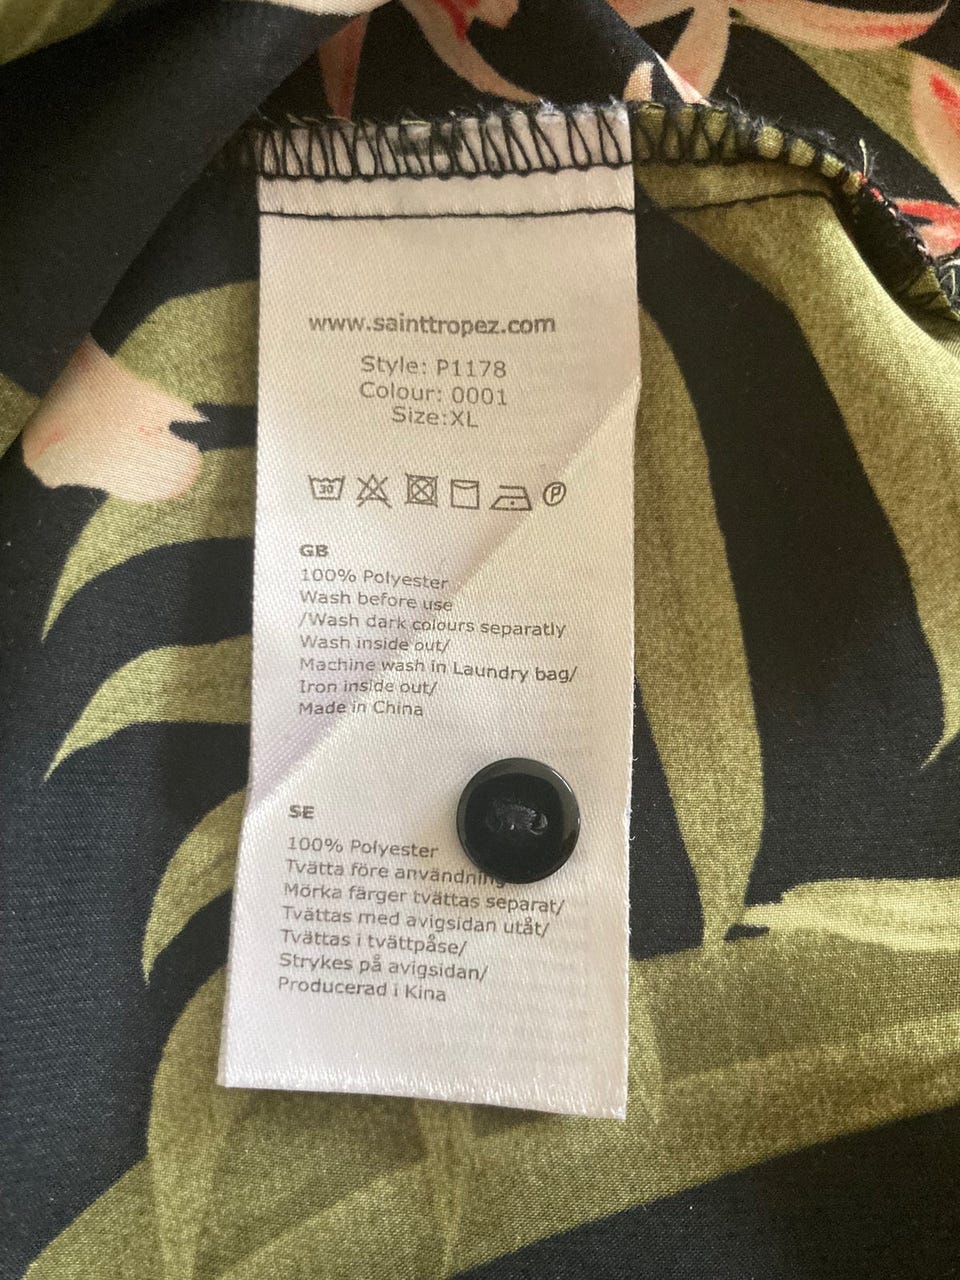 www.sainttropez.com
Style: P1178
Colour: 0001
Size:XL
30 P
GB
100% Polyester
Wash before use
/Wash dark colours separatly
Wash inside out/
Machine wash in Laundry bag/
Iron inside out/
Made in China
SE
100% Polyester
Tvätta före användning
Mörka färger tvättas separat/
Tvättas med avigsidan utåt/
Tvättas i tvättpåse/
Strykes på avigsidan/
Producerad i Kina